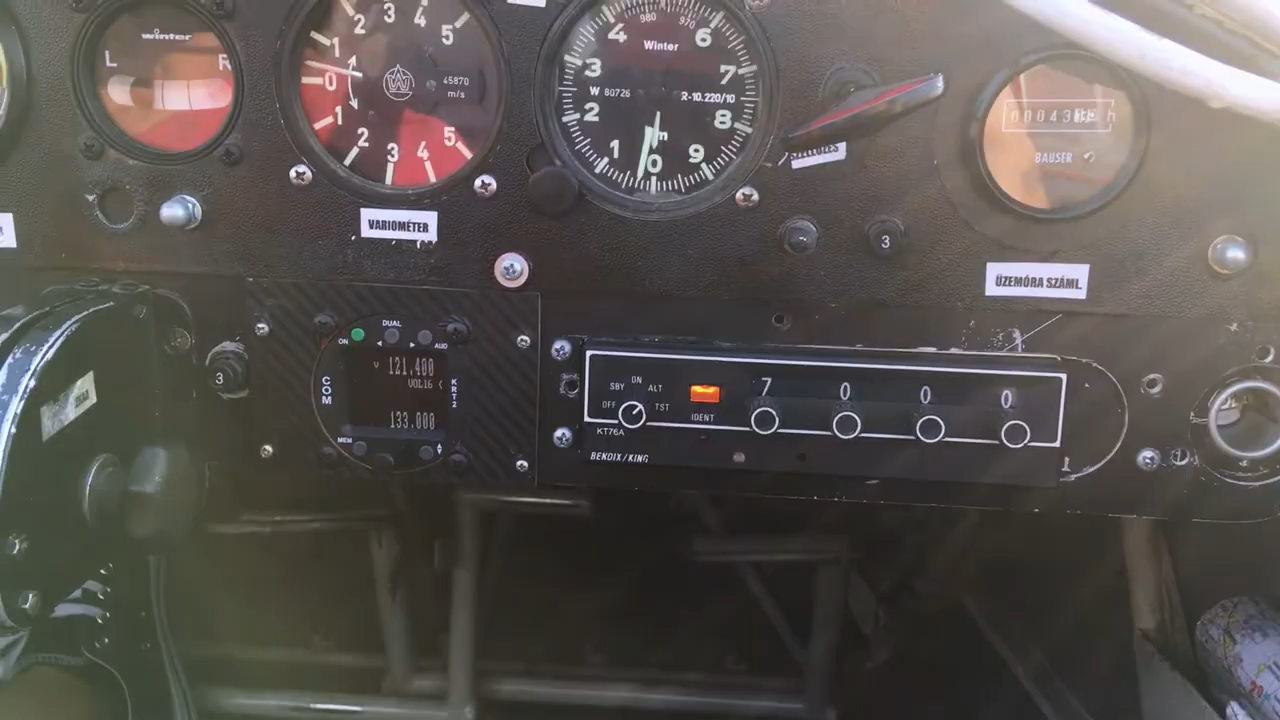 winter
L R
1 2 3 4 5
0
1 2 3 4 5
45870
m/s
VARIOMÉTER
980 970
4 6
Winter
3 7
W 80726 R-10.220/10
2 8
1 0 9
SZELLŐZÉS
h
BAUSER
3
ÜZEMÓRA SZÁML.
3
DUAL
ON AUD
COM
121.400
VOL16
KRT2
133.000
MEM
SBY ON ALT
OFF TST
IDENT
KT76A
7 0 0 0
BENDIX/KING